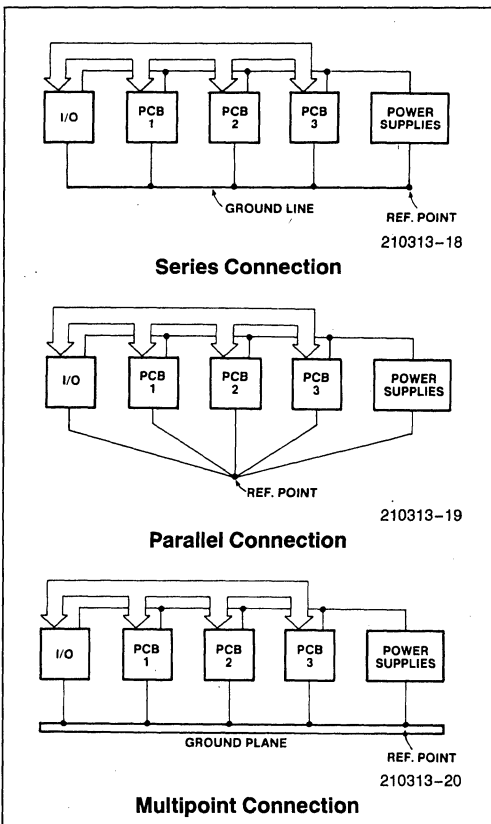 I/O
PCB
1
PCB
2
PCB
3
POWER
SUPPLIES
GROUND LINE
REF. POINT
210313-18
Series Connection
I/O
PCB
1
PCB
2
PCB
3
POWER
SUPPLIES
REF. POINT
210313-19
Parallel Connection
I/O
PCB
1
PCB
2
PCB
3
POWER
SUPPLIES
GROUND PLANE
REF. POINT
210313-20
Multipoint Connection